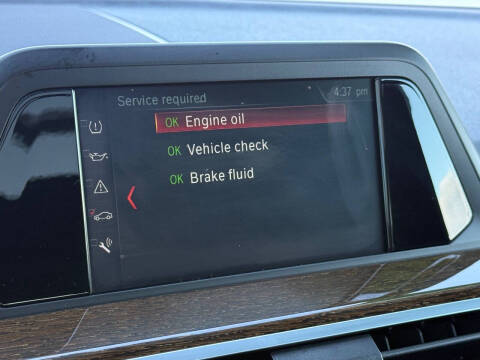 Service required
4:37 pm
OK Engine oil
OK Vehicle check
OK Brake fluid